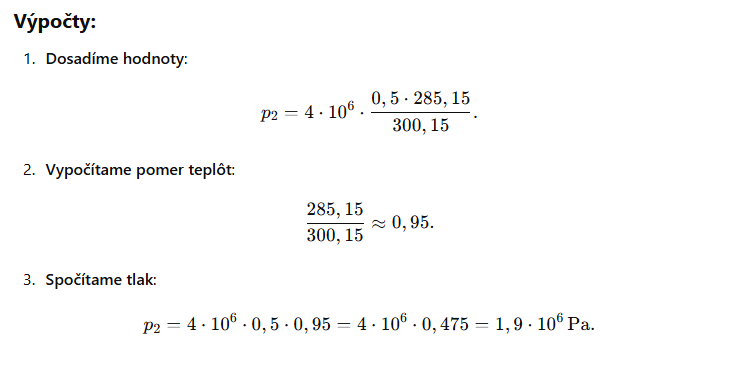 Výpočty:
1. Dosadíme hodnoty:
p₂ = 4 · 10⁶ · \frac{0,5 · 285,15}{300,15}.
2. Vypočítame pomer teplôt:
\frac{285,15}{300,15} ≈ 0,95.
3. Spočítame tlak:
p₂ = 4 · 10⁶ · 0,5 · 0,95 = 4 · 10⁶ · 0,475 = 1,9 · 10⁶ Pa.